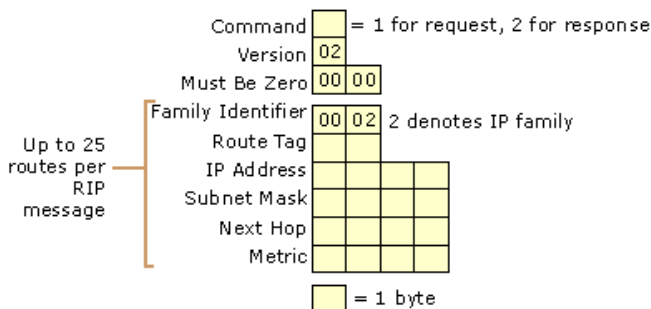 Command = 1 for request, 2 for response
Version 02
Must Be Zero 00 00
Family Identifier 00 02 2 denotes IP family
Route Tag
IP Address
Subnet Mask
Next Hop
Metric
Up to 25
routes per
RIP
message
= 1 byte